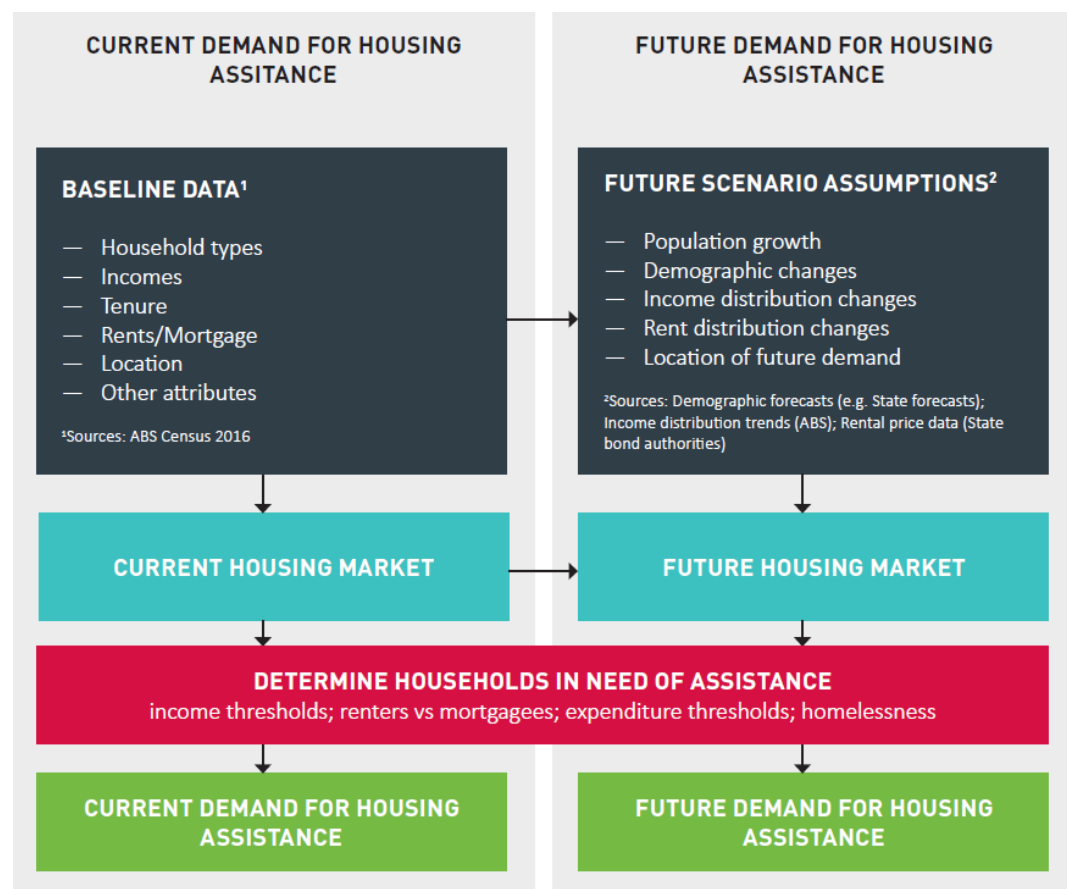 CURRENT DEMAND FOR HOUSING
ASSITANCE
BASELINE DATA¹
— Household types
— Incomes
— Tenure
— Rents/Mortgage
— Location
— Other attributes
¹Sources: ABS Census 2016
FUTURE DEMAND FOR HOUSING
ASSISTANCE
FUTURE SCENARIO ASSUMPTIONS²
— Population growth
— Demographic changes
— Income distribution changes
— Rent distribution changes
— Location of future demand
²Sources: Demographic forecasts (e.g. State forecasts);
Income distribution trends (ABS); Rental price data (State
bond authorities)
CURRENT HOUSING MARKET
FUTURE HOUSING MARKET
DETERMINE HOUSEHOLDS IN NEED OF ASSISTANCE
income thresholds; renters vs mortgagees; expenditure thresholds; homelessness
CURRENT DEMAND FOR HOUSING
ASSISTANCE
FUTURE DEMAND FOR HOUSING
ASSISTANCE